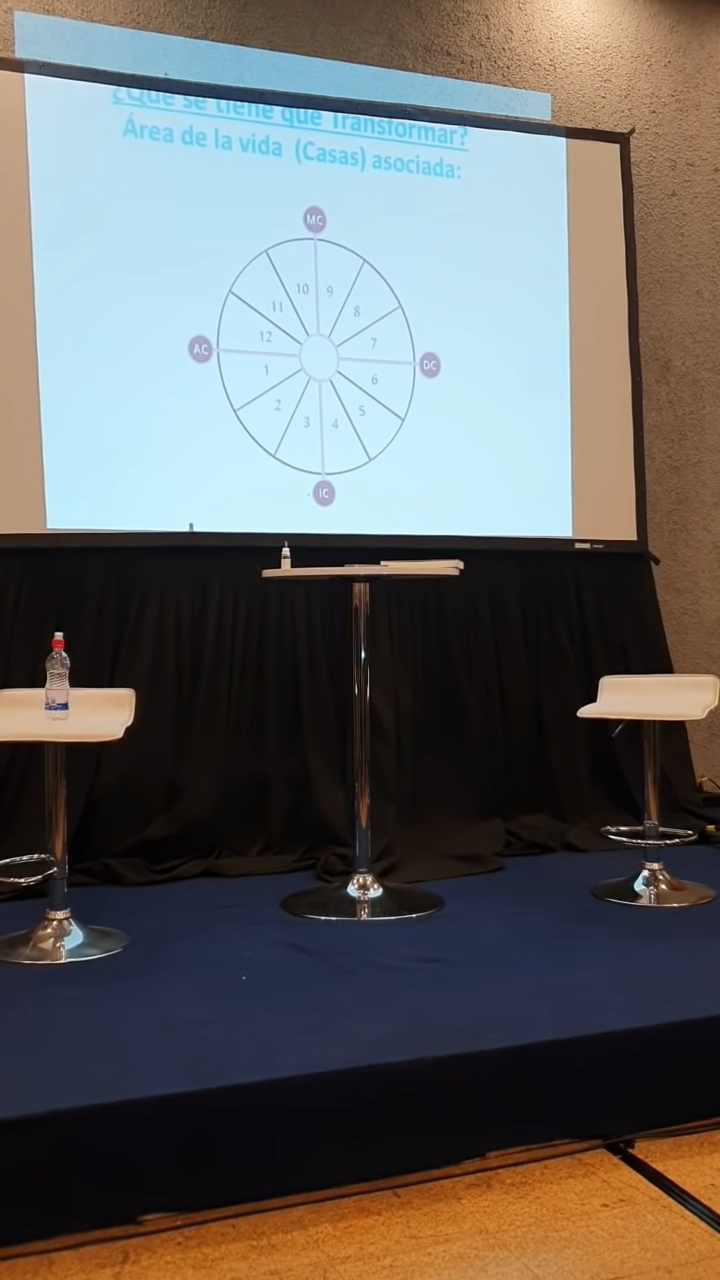 ¿Qué se tiene que Transformar?
Área de la vida (Casas) asociada:
MC
10 9
11 8
12 7
AC DC
1 6
2 5
3 4
IC